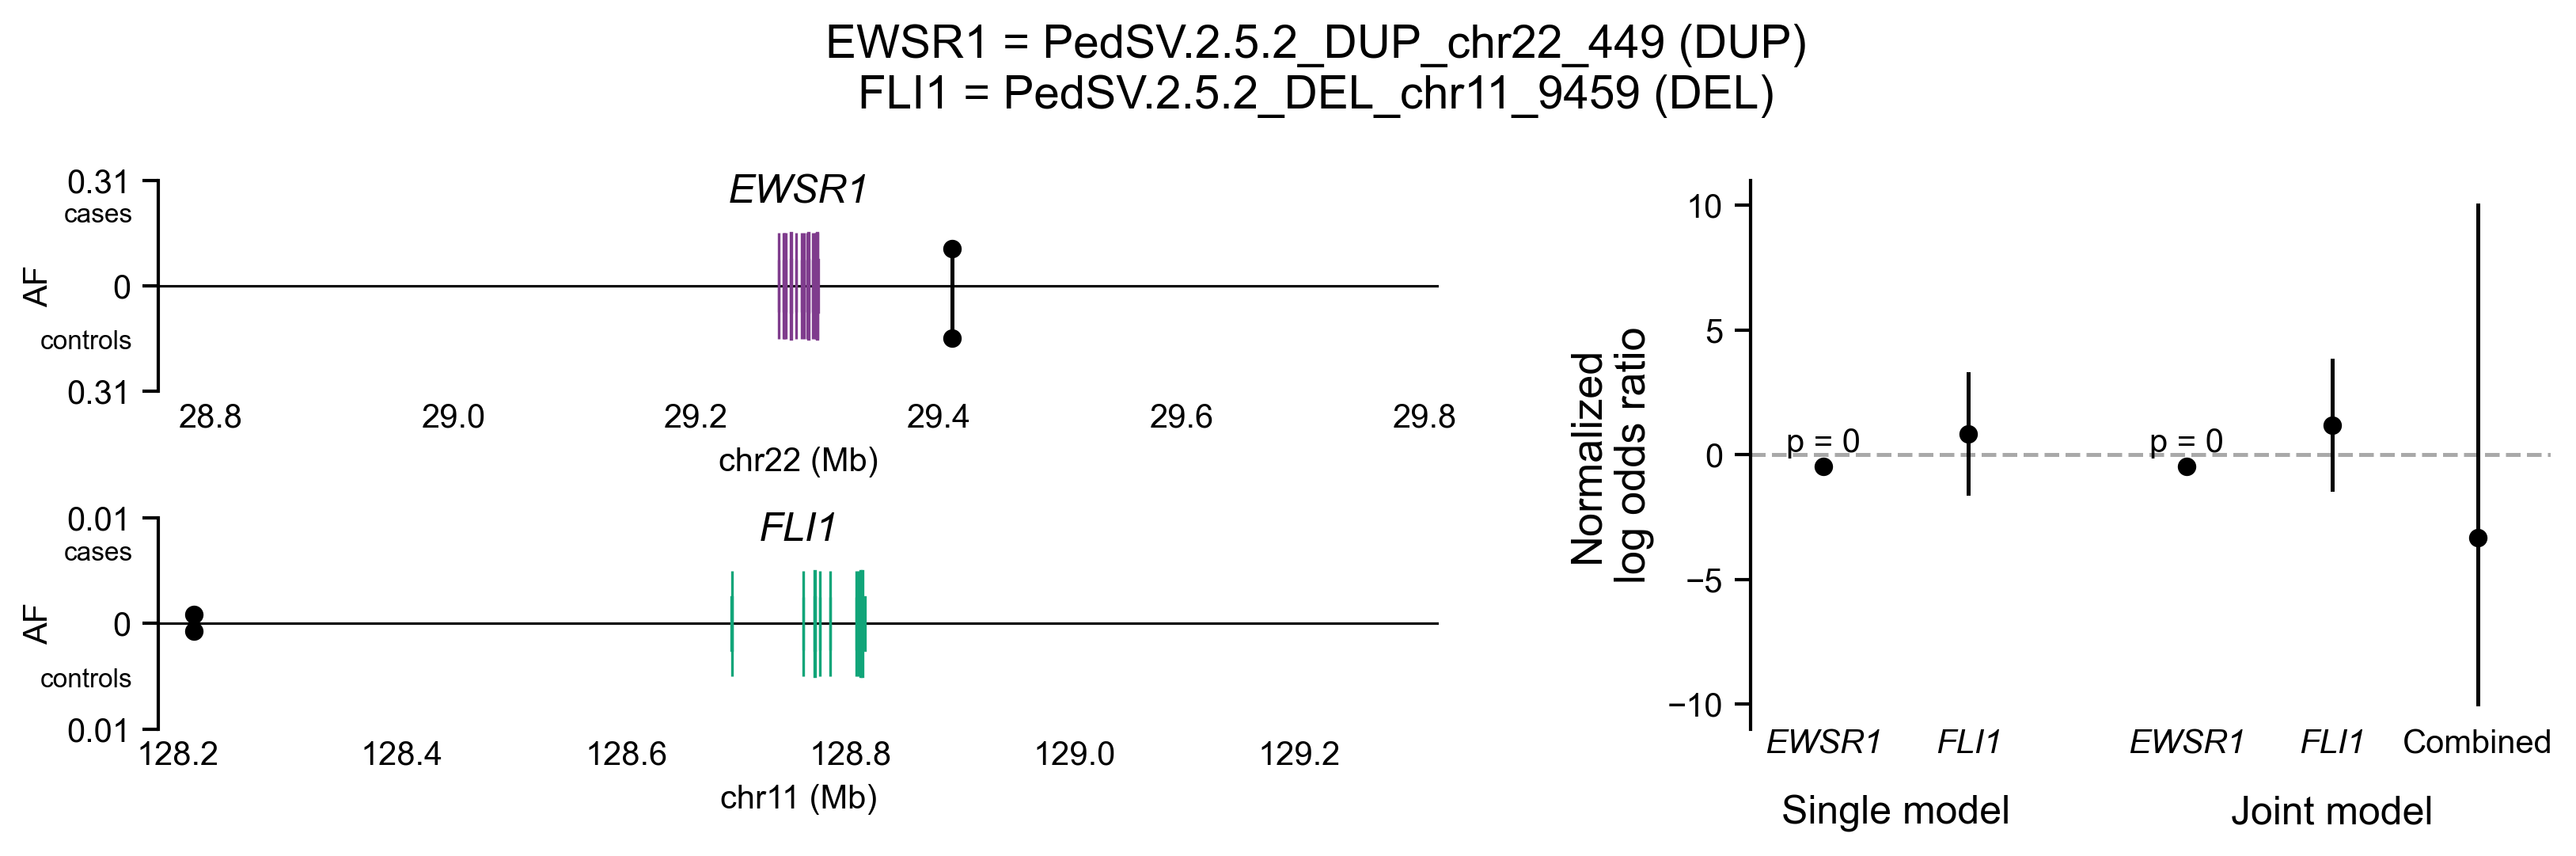 EWSR1 = PedSV.2.5.2_DUP_chr22_449 (DUP)
FLI1 = PedSV.2.5.2_DEL_chr11_9459 (DEL)
EWSR1
0.31
cases
AF
0
controls
0.31
28.8 29.0 29.2 29.4 29.6 29.8
chr22 (Mb)
FLI1
0.01
cases
AF
0
controls
0.01
128.2 128.4 128.6 128.8 129.0 129.2
chr11 (Mb)
Normalized
log odds ratio
10
5
0
−5
−10
p = 0 p = 0
EWSR1 FLI1 EWSR1 FLI1 Combined
Single model Joint model